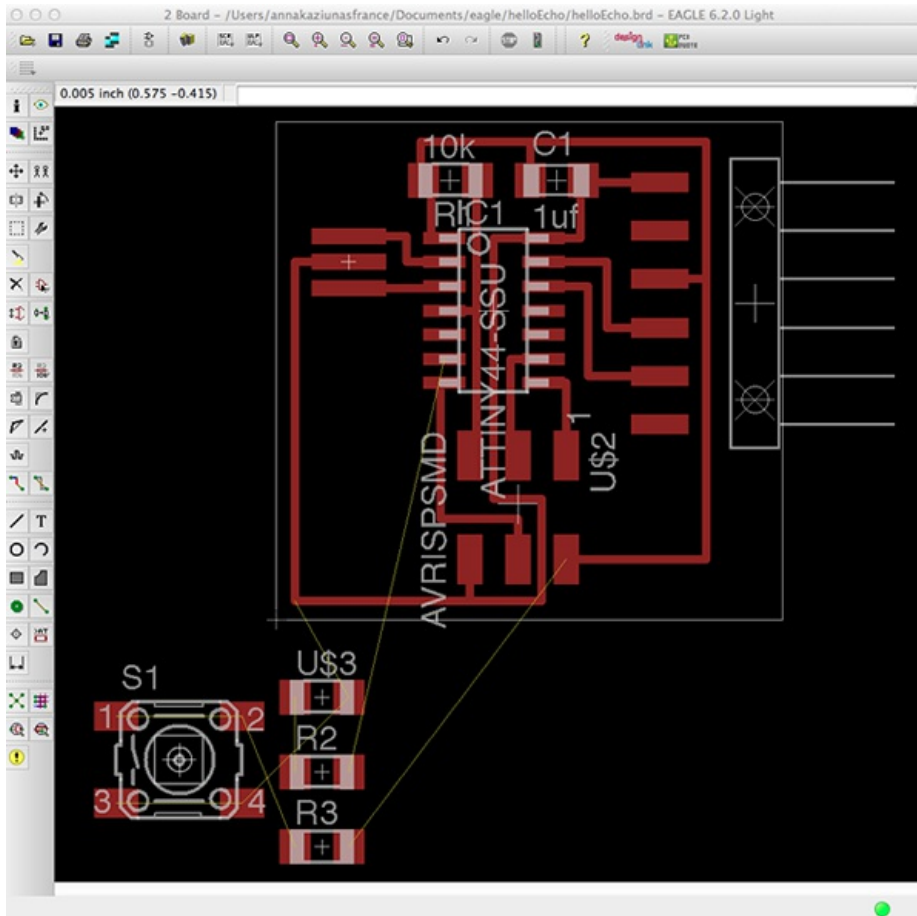 2 Board – /Users/annakaziunasfrance/Documents/eagle/helloEcho/helloEcho.brd – EAGLE 6.2.0 Light
0.005 inch (0.575 -0.415)
10k
C1
R1
IC1
1uf
ATTINY44-SSU
1
U$2
AVRISPSMD
U$3
S1
1
2
R2
3
4
R3